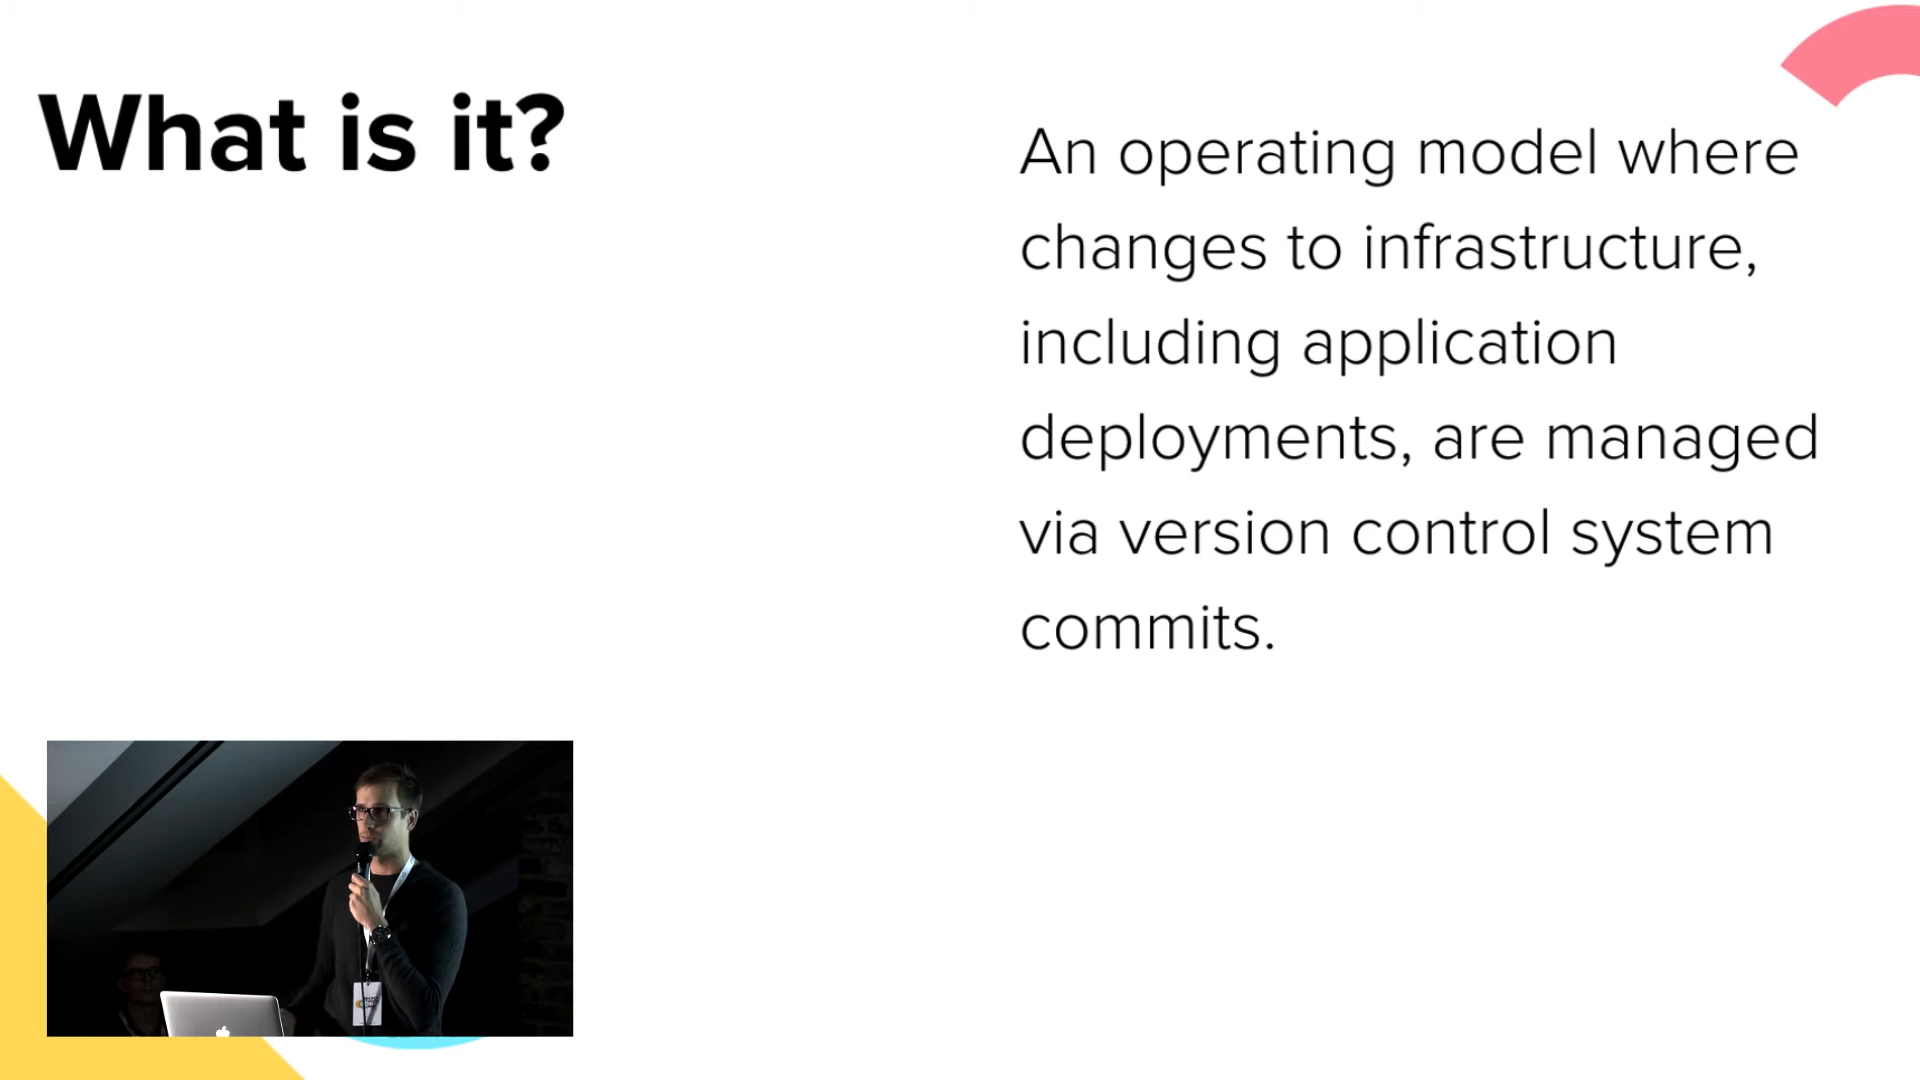 What is it?
An operating model where
changes to infrastructure,
including application
deployments, are managed
via version control system
commits.